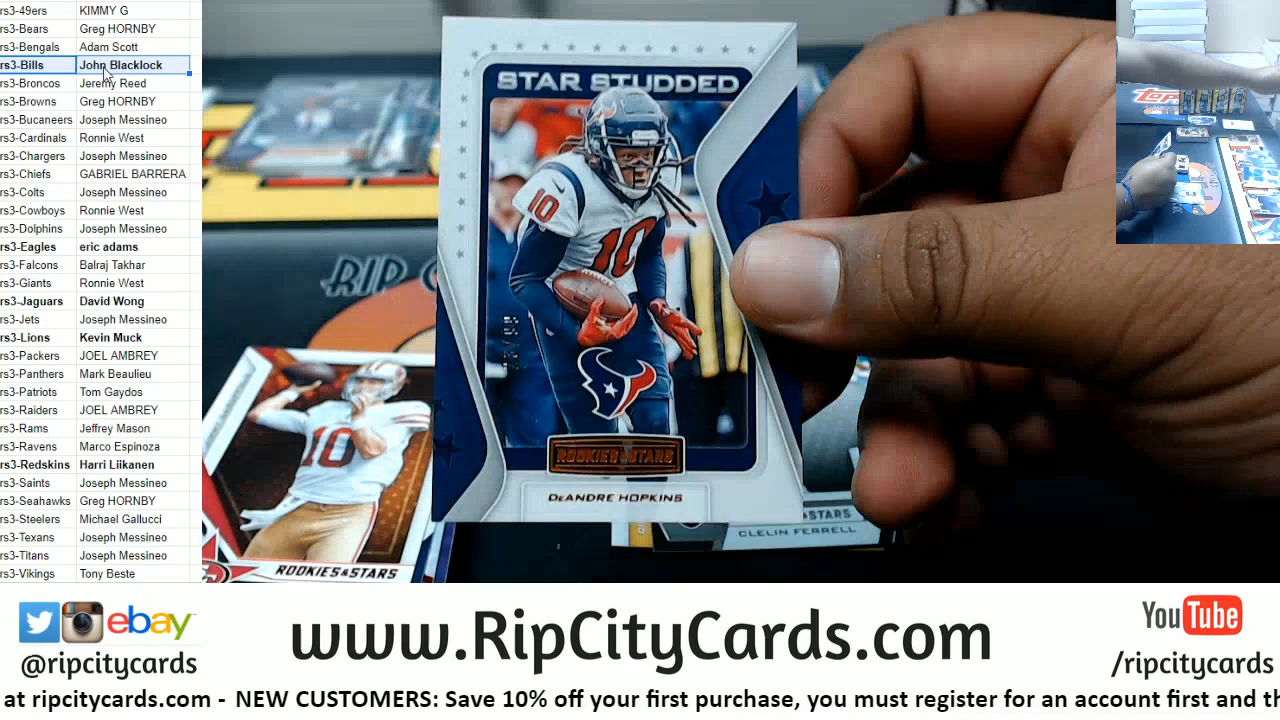 rs3-49ers KIMMY G
rs3-Bears Greg HORNBY
rs3-Bengals Adam Scott
rs3-Bills John Blacklock
rs3-Broncos Jeremy Reed
rs3-Browns Greg HORNBY
rs3-Bucaneers Joseph Messineo
rs3-Cardinals Ronnie West
rs3-Chargers Joseph Messineo
rs3-Chiefs GABRIEL BARRERA
rs3-Colts Joseph Messineo
rs3-Cowboys Ronnie West
rs3-Dolphins Joseph Messineo
rs3-Eagles eric adams
rs3-Falcons Balraj Takhar
rs3-Giants Ronnie West
rs3-Jaguars David Wong
rs3-Jets Joseph Messineo
rs3-Lions Kevin Muck
rs3-Packers JOEL AMBREY
rs3-Panthers Mark Beaulieu
rs3-Patriots Tom Gaydos
rs3-Raiders JOEL AMBREY
rs3-Rams Jeffrey Mason
rs3-Ravens Marco Espinoza
rs3-Redskins Harri Liikanen
rs3-Saints Joseph Messineo
rs3-Seahawks Greg HORNBY
rs3-Steelers Michael Gallucci
rs3-Texans Joseph Messineo
rs3-Titans Joseph Messineo
rs3-Vikings Tony Beste
STAR STUDDED
10
10
ROOKIES & STARS
DeANDRE HOPKINS
RIP
10
ROOKIES & STARS
& STARS
CLELIN FERRELL
Topps
ebay
@ripcitycards
www.RipCityCards.com
YouTube
/ripcitycards
at ripcitycards.com - NEW CUSTOMERS: Save 10% off your first purchase, you must register for an account first and th